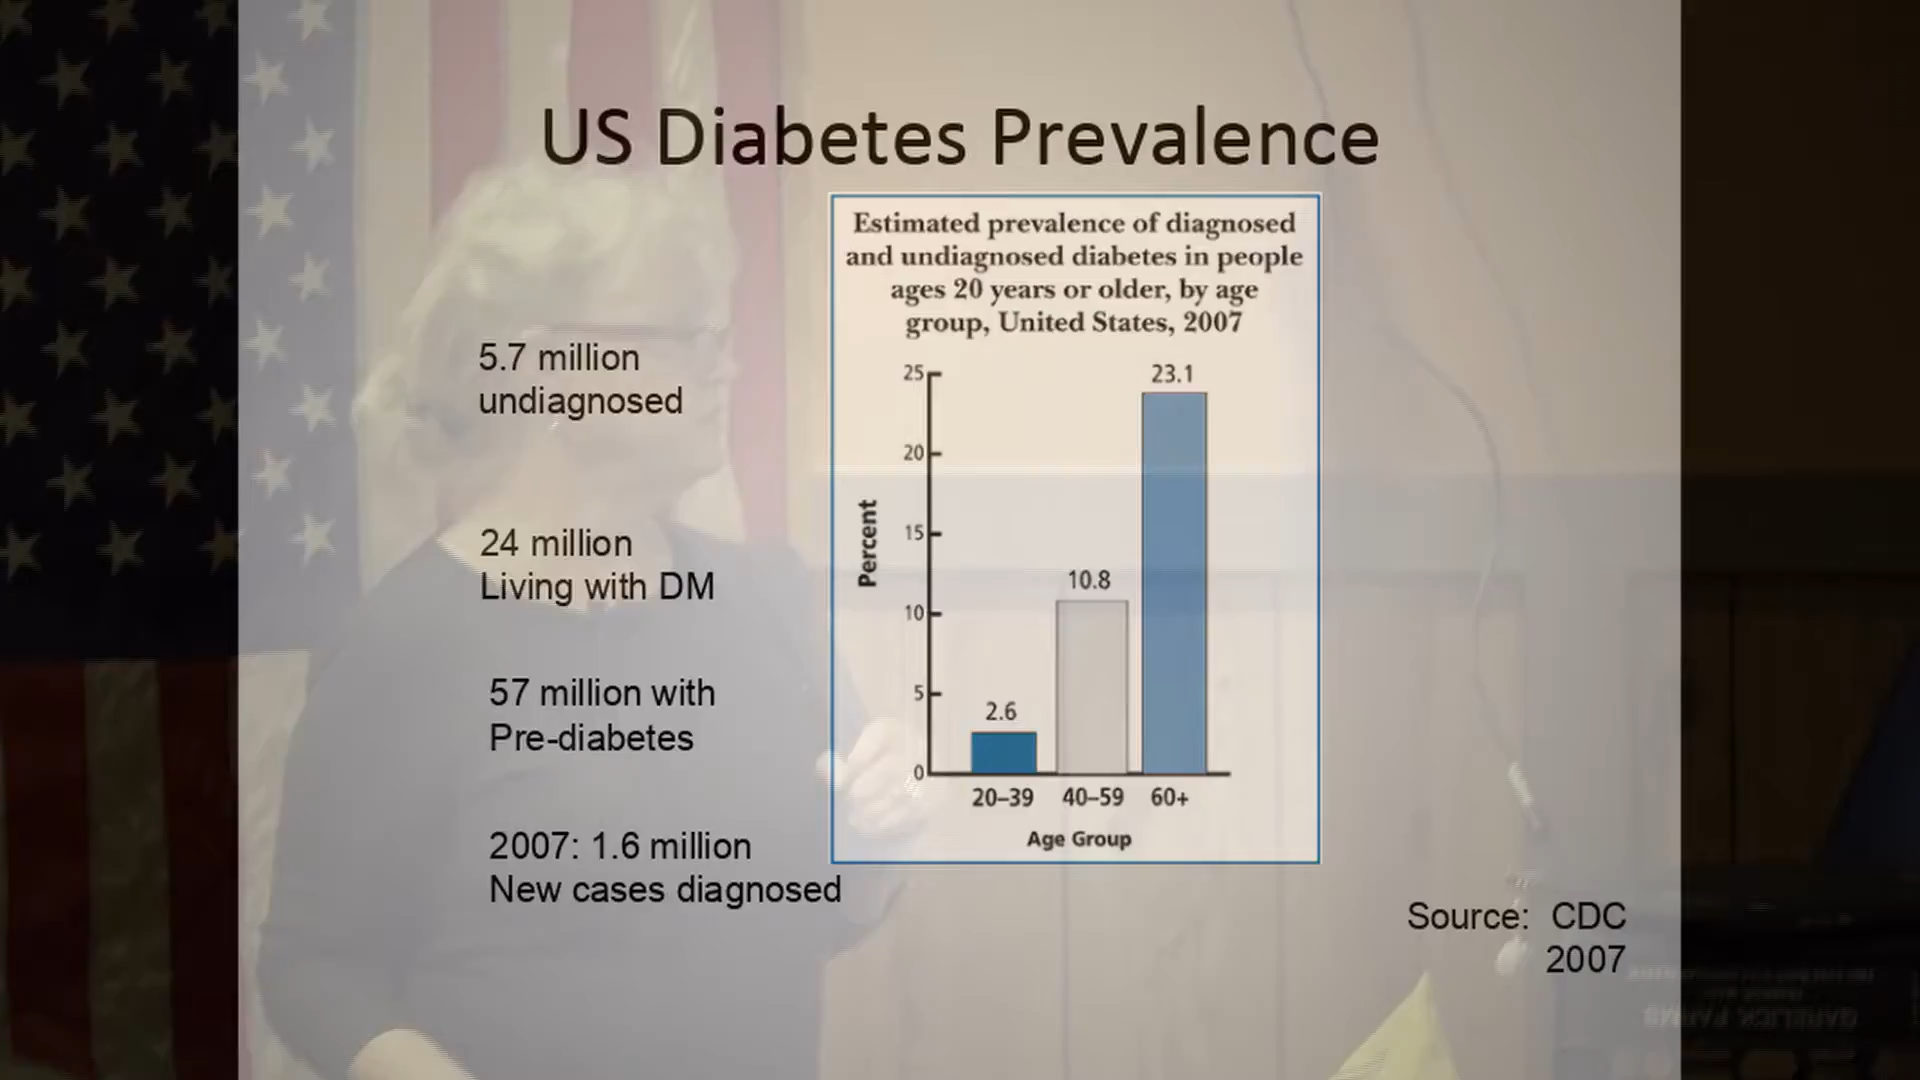 US Diabetes Prevalence
Estimated prevalence of diagnosed
and undiagnosed diabetes in people
ages 20 years or older, by age
group, United States, 2007
5.7 million
undiagnosed
24 million
Living with DM
57 million with
Pre-diabetes
2007: 1.6 million
New cases diagnosed
Percent
25
20
15
10
5
0
2.6
10.8
23.1
20–39 40–59 60+
Age Group
Source: CDC
2007